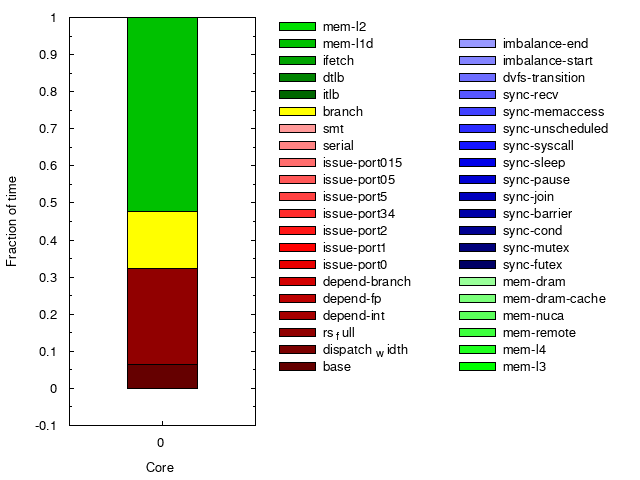 1
0.9
0.8
0.7
0.6
0.5
0.4
0.3
0.2
0.1
0
-0.1
Fraction of time
0
Core
mem-l2
mem-l1d
ifetch
dtlb
itlb
branch
smt
serial
issue-port015
issue-port05
issue-port5
issue-port34
issue-port2
issue-port1
issue-port0
depend-branch
depend-fp
depend-int
rs f ull
dispatch w idth
base
imbalance-end
imbalance-start
dvfs-transition
sync-recv
sync-memaccess
sync-unscheduled
sync-syscall
sync-sleep
sync-pause
sync-join
sync-barrier
sync-cond
sync-mutex
sync-futex
mem-dram
mem-dram-cache
mem-nuca
mem-remote
mem-l4
mem-l3